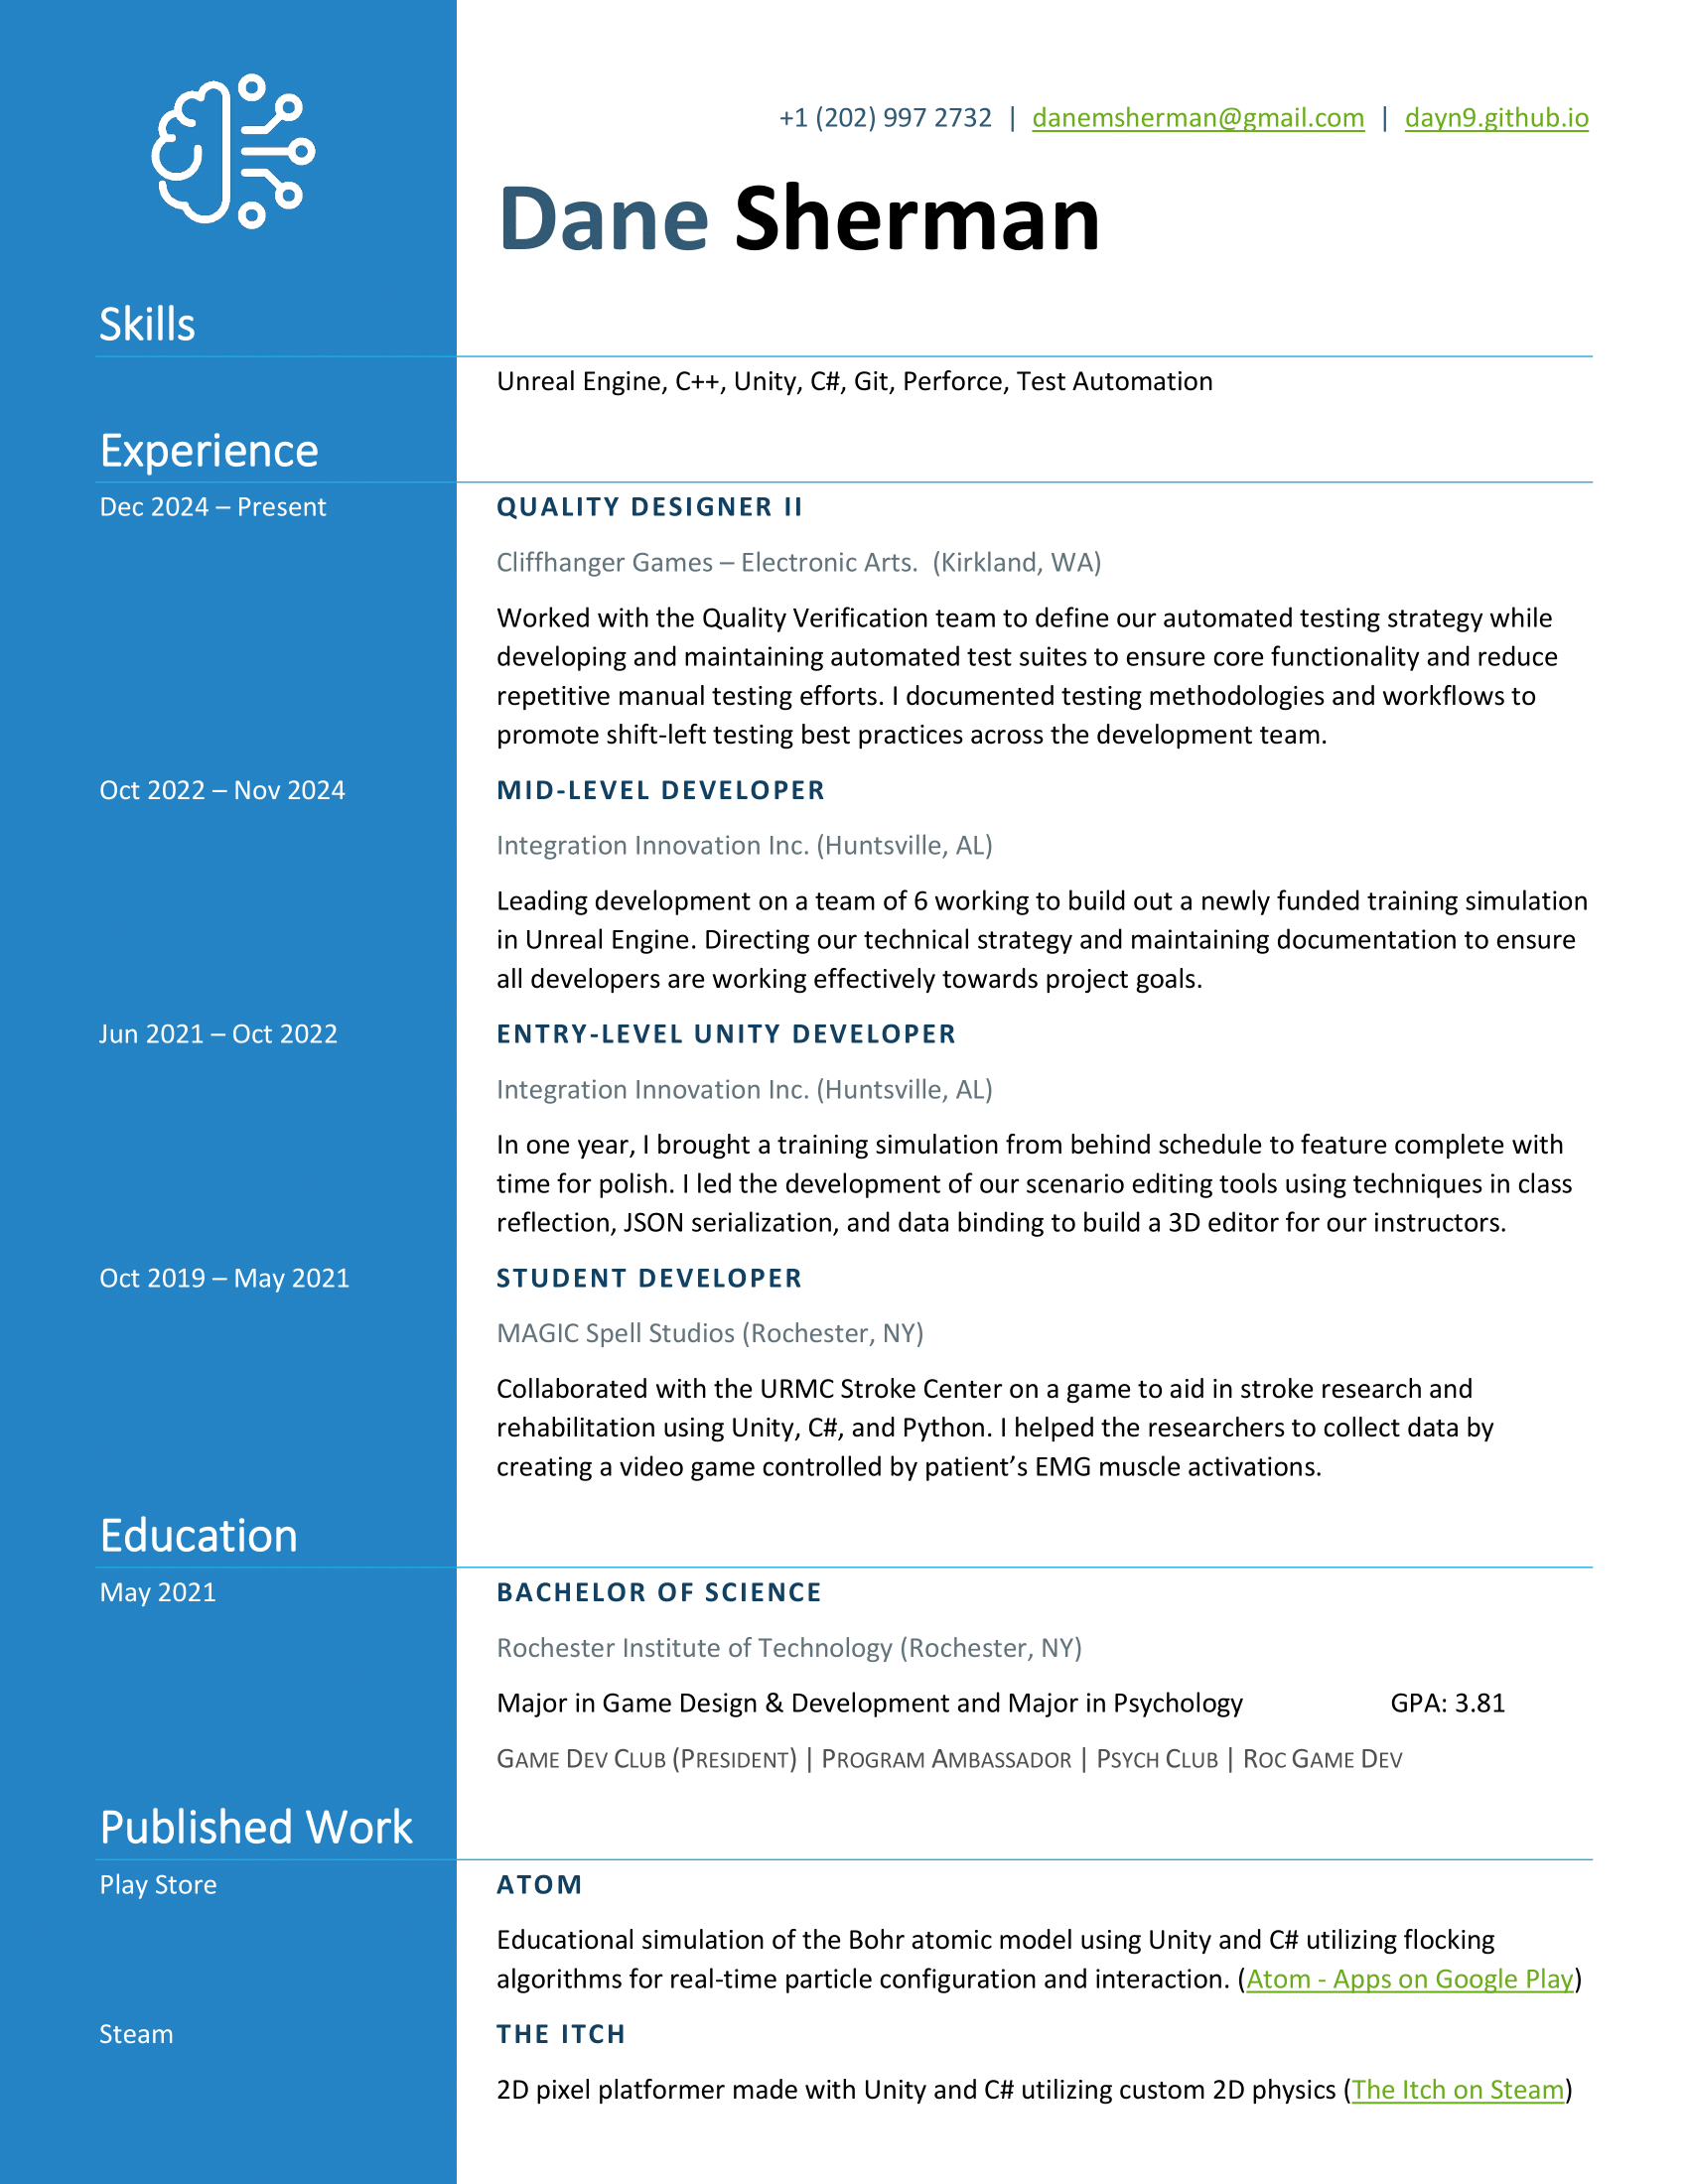 +1 (202) 997 2732 | danemsherman@gmail.com | dayn9.github.io
Dane Sherman
Skills
Unreal Engine, C++, Unity, C#, Git, Perforce, Test Automation
Experience
Dec 2024 – Present
QUALITY DESIGNER II
Cliffhanger Games – Electronic Arts.  (Kirkland, WA)
Worked with the Quality Verification team to define our automated testing strategy while
developing and maintaining automated test suites to ensure core functionality and reduce
repetitive manual testing efforts. I documented testing methodologies and workflows to
promote shift-left testing best practices across the development team.
Oct 2022 – Nov 2024
MID-LEVEL DEVELOPER
Integration Innovation Inc. (Huntsville, AL)
Leading development on a team of 6 working to build out a newly funded training simulation
in Unreal Engine. Directing our technical strategy and maintaining documentation to ensure
all developers are working effectively towards project goals.
Jun 2021 – Oct 2022
ENTRY-LEVEL UNITY DEVELOPER
Integration Innovation Inc. (Huntsville, AL)
In one year, I brought a training simulation from behind schedule to feature complete with
time for polish. I led the development of our scenario editing tools using techniques in class
reflection, JSON serialization, and data binding to build a 3D editor for our instructors.
Oct 2019 – May 2021
STUDENT DEVELOPER
MAGIC Spell Studios (Rochester, NY)
Collaborated with the URMC Stroke Center on a game to aid in stroke research and
rehabilitation using Unity, C#, and Python. I helped the researchers to collect data by
creating a video game controlled by patient’s EMG muscle activations.
Education
May 2021
BACHELOR OF SCIENCE
Rochester Institute of Technology (Rochester, NY)
Major in Game Design & Development and Major in Psychology GPA: 3.81
GAME DEV CLUB (PRESIDENT) | PROGRAM AMBASSADOR | PSYCH CLUB | ROC GAME DEV
Published Work
Play Store
ATOM
Educational simulation of the Bohr atomic model using Unity and C# utilizing flocking
algorithms for real-time particle configuration and interaction. (Atom - Apps on Google Play)
Steam
THE ITCH
2D pixel platformer made with Unity and C# utilizing custom 2D physics (The Itch on Steam)